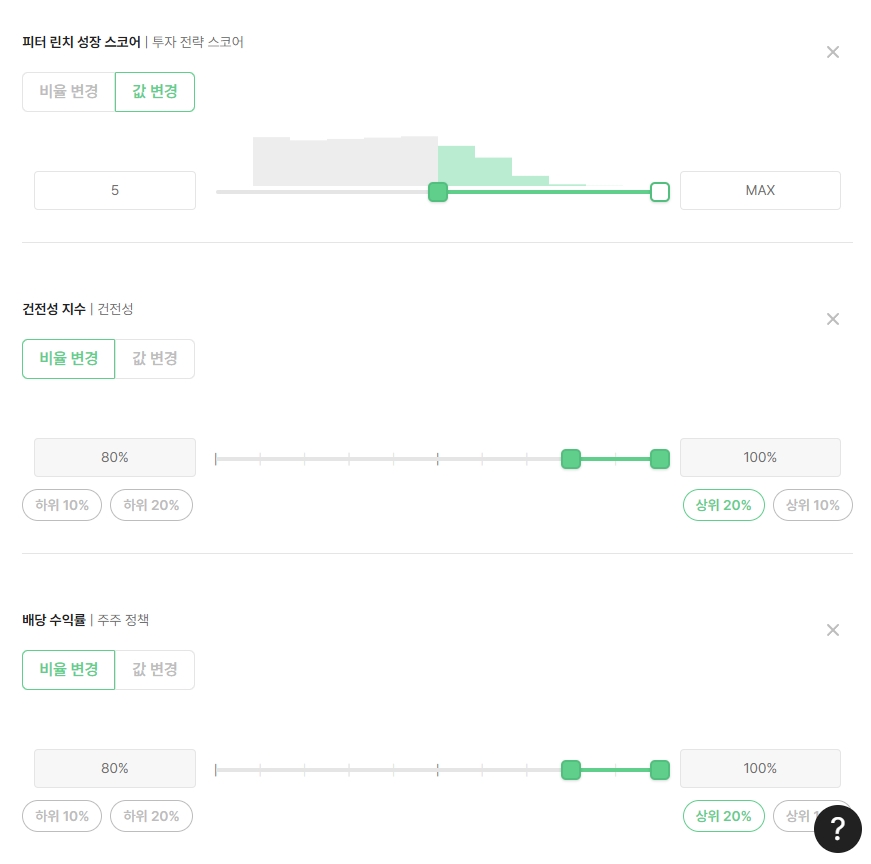 피터 린치 성장 스코어 | 투자 전략 스코어
비율 변경 값 변경
5 MAX
건전성 지수 | 건전성
비율 변경 값 변경
80% 100%
하위 10% 하위 20% 상위 20% 상위 10%
배당 수익률 | 주주 정책
비율 변경 값 변경
80% 100%
하위 10% 하위 20% 상위 20% 상위
?